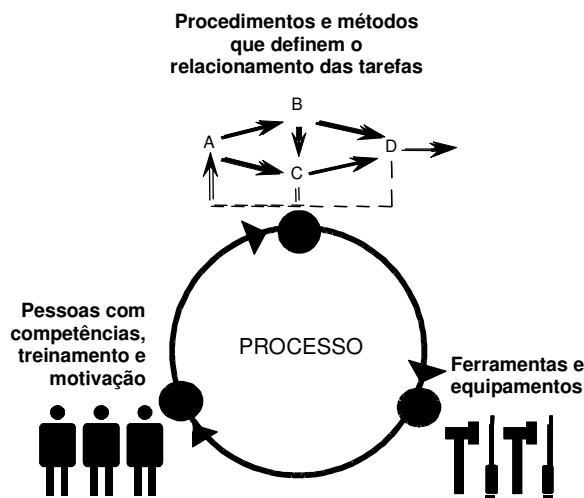 Procedimentos e métodos
que definem o
relacionamento das tarefas
B
A
D
C
Pessoas com
competências,
treinamento e
motivação
PROCESSO
Ferramentas e
equipamentos